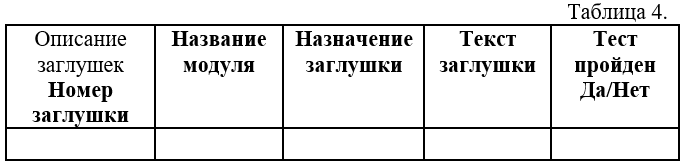 Таблица 4.
Описание
заглушек
Номер
заглушки
Название
модуля
Назначение
заглушки
Текст
заглушки
Тест
пройден
Да/Нет